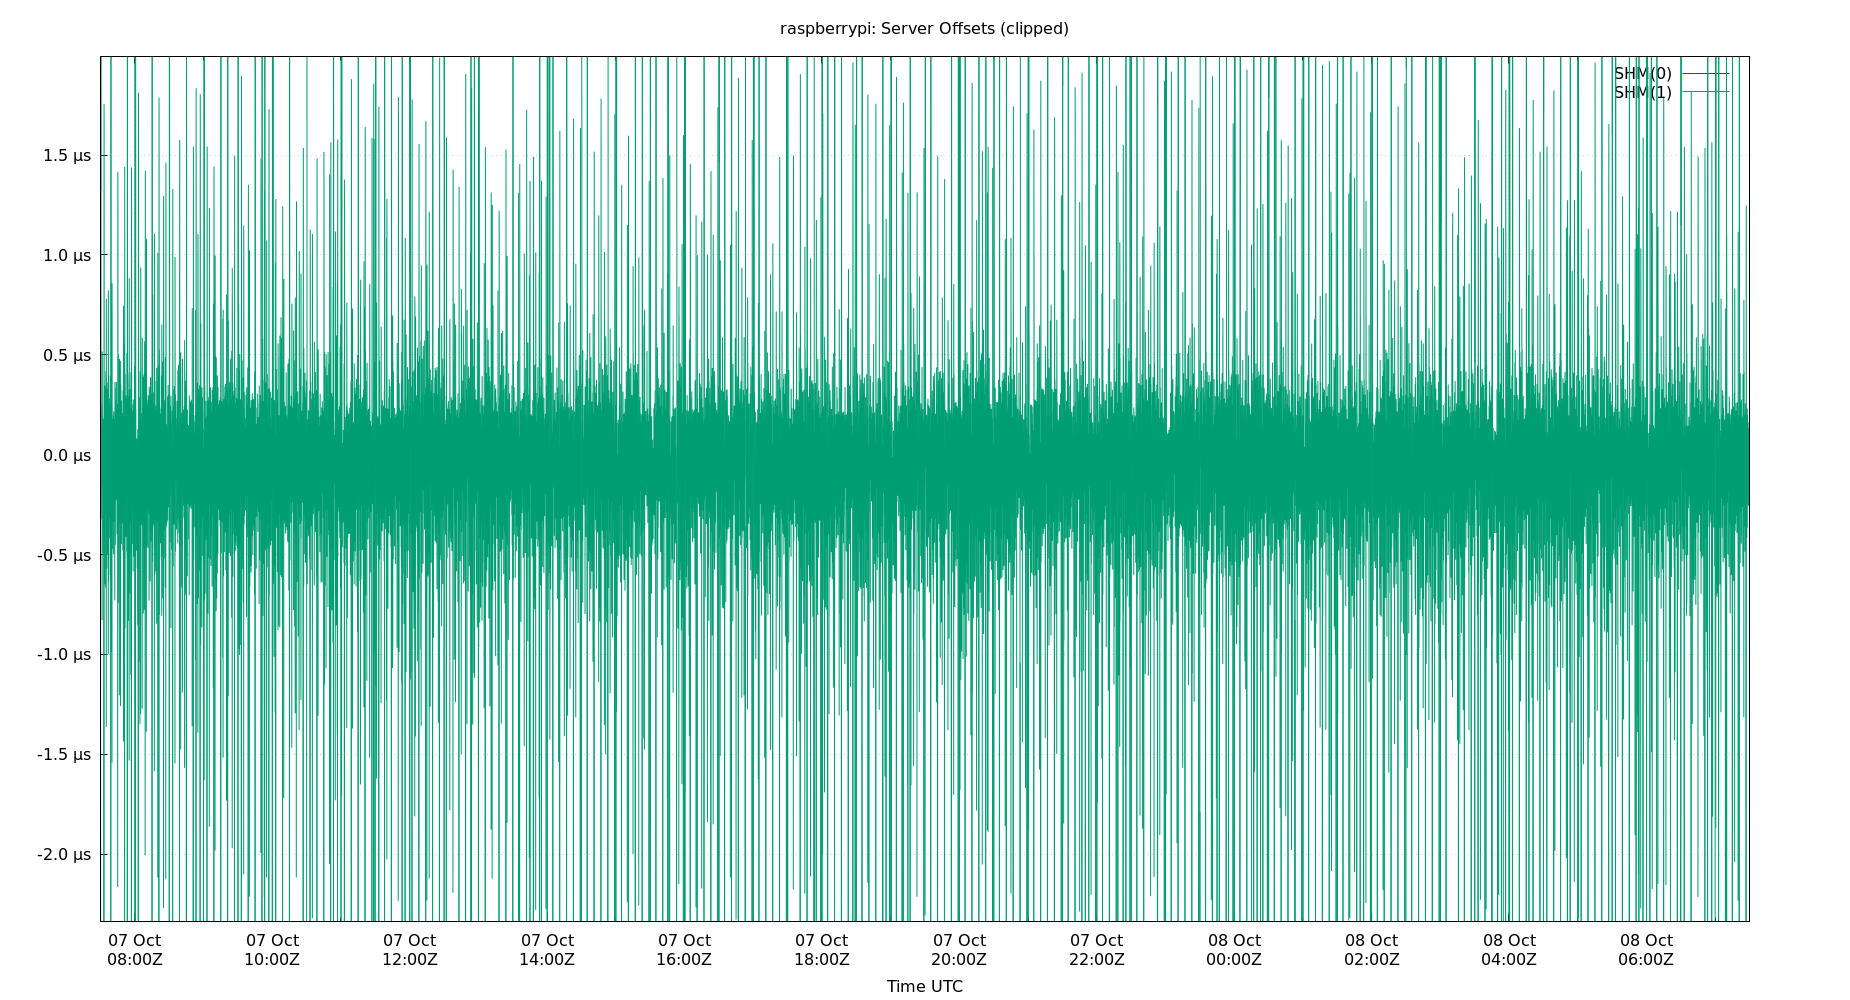 raspberrypi: Server Offsets (clipped)
SHM(0)
SHM(1)
1.5 µs
1.0 µs
0.5 µs
0.0 µs
-0.5 µs
-1.0 µs
-1.5 µs
-2.0 µs
07 Oct 07 Oct 07 Oct 07 Oct 07 Oct 07 Oct 07 Oct 07 Oct 08 Oct 08 Oct 08 Oct 08 Oct
08:00Z 10:00Z 12:00Z 14:00Z 16:00Z 18:00Z 20:00Z 22:00Z 00:00Z 02:00Z 04:00Z 06:00Z
Time UTC